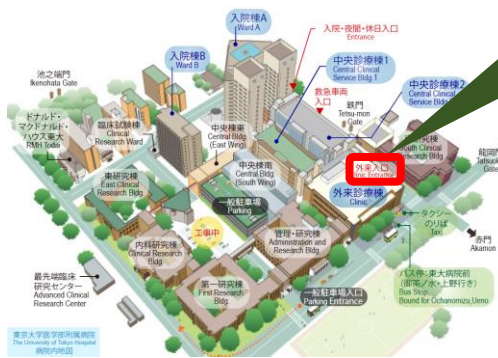 入院棟A
Ward A
入院・夜間・休日入口
Entrance
入院棟B
Ward B
中央診療棟1
Central Clinical
Service Bldg.1
中央診療棟2
Central Clinical
Service Bldg.2
救急車両
入口
鉄門
Tetsu-mon
Gate
池之端門
Ikenohata Gate
ドナルド・
マクドナルド・
ハウス東大
RMH Todai
臨床試験棟
Clinical
Research Ward
中央棟東
Central Bldg.
(East Wing)
中央棟南
Central Bldg.
(South Wing)
東研究棟
East Clinical
Research Bldg.
一般駐車場
Parking
外来入口
Clinic Entrance
外来診療棟
Clinic
研究棟
South Clinical
Research Bldg.
龍岡門
Gate
タクシー
のりば
Taxi
赤門
Akamon
工事中
内科研究棟
Clinical Research
Bldg.
管理・研究棟
Administration and
Research Bldg.
第一研究棟
First Research
Bldg.
一般駐車場入口
Parking Entrance
バス停:東大病院前
(御茶ノ水・上野行き)
Bus Stop
Bound for Ochanomizu,Ueno
最先端臨床
研究センター
Advanced Clinical
Research Center
東京大学医学部附属病院
The University of Tokyo Hospital
病院内地図